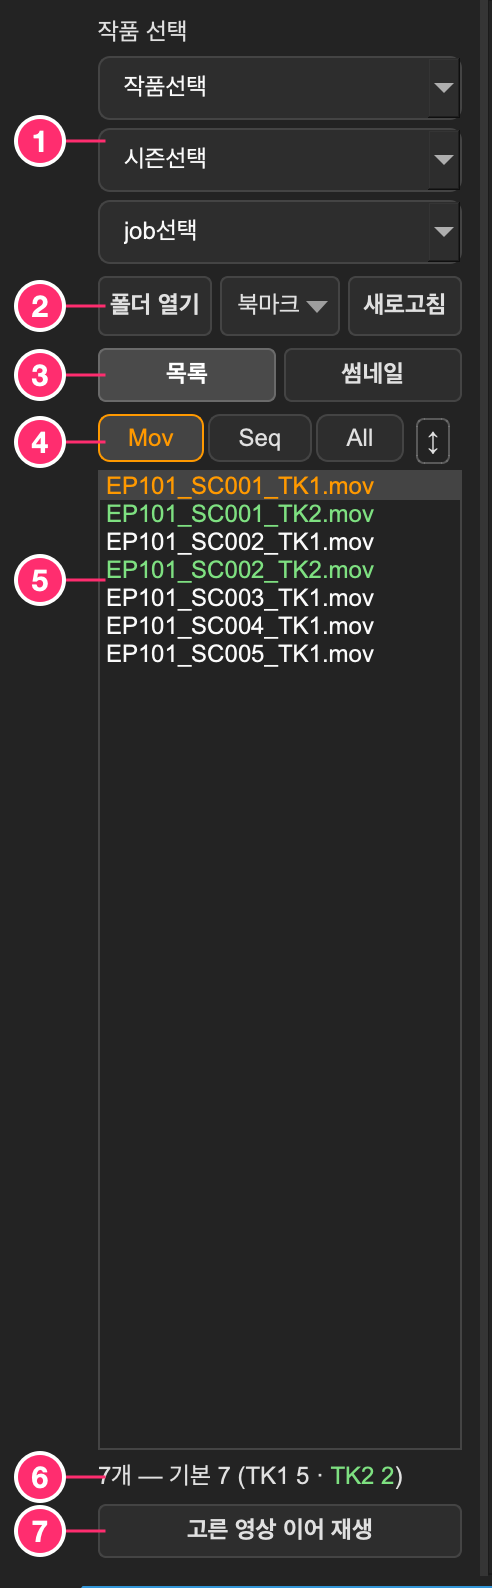 작품 선택
작품선택
1
시즌선택
job선택
2 폴더 열기 북마크 새로고침
3 목록 썸네일
4 Mov Seq All ↕
EP101_SC001_TK1.mov
EP101_SC001_TK2.mov
EP101_SC002_TK1.mov
5 EP101_SC002_TK2.mov
EP101_SC003_TK1.mov
EP101_SC004_TK1.mov
EP101_SC005_TK1.mov
6 7개 — 기본 7 (TK1 5 · TK2 2)
7 고른 영상 이어 재생